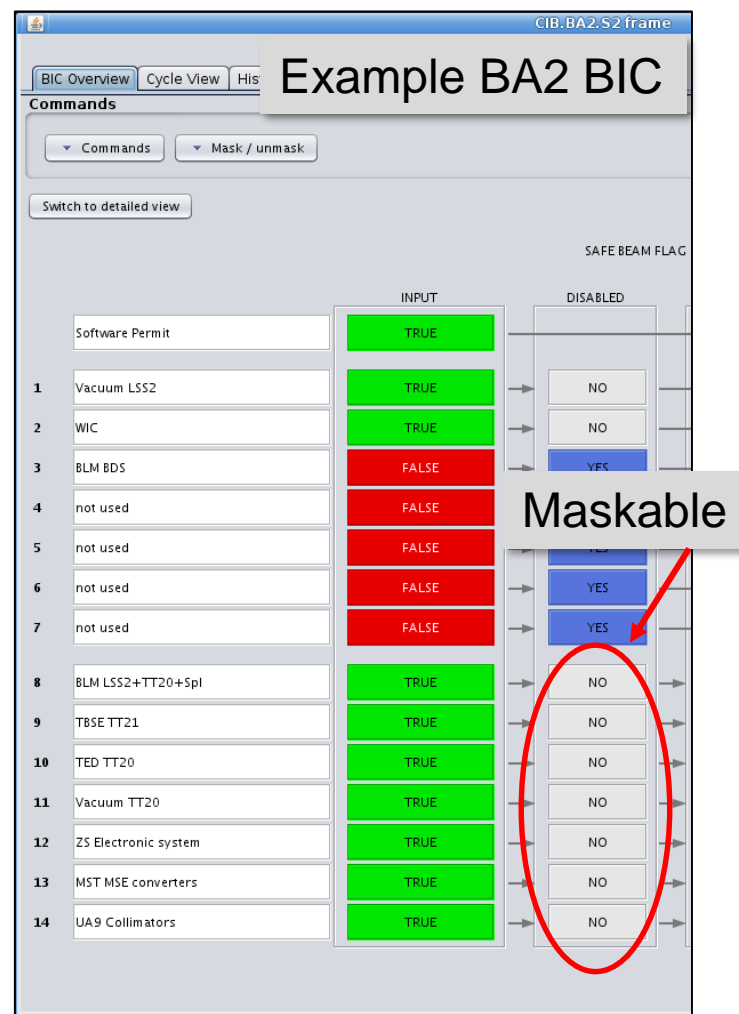 CIB.BA2.S2 frame
Example BA2 BIC
BIC Overview Cycle View His
Commands
Commands Mask / unmask
Switch to detailed view
SAFE BEAM FLAG
INPUT DISABLED
Software Permit TRUE
1 Vacuum LSS2 TRUE NO
2 WIC TRUE NO
3 BLM BDS FALSE YES
4 not used FALSE
Maskable
5 not used FALSE YES
6 not used FALSE YES
7 not used FALSE YES
8 BLM LSS2+TT20+Spl TRUE NO
9 TBSE TT21 TRUE NO
10 TED TT20 TRUE NO
11 Vacuum TT20 TRUE NO
12 ZS Electronic system TRUE NO
13 MST MSE converters TRUE NO
14 UA9 Collimators TRUE NO